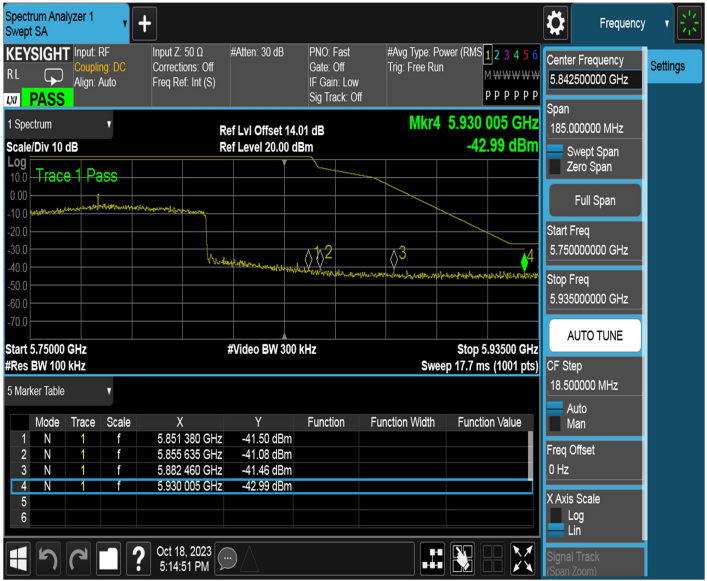 Spectrum Analyzer 1
Swept SA
+
Frequency
KEYSIGHT
RL
LNI PASS
Input: RF
Coupling: DC
Align: Auto
Input Z: 50 Ω
Corrections: Off
Freq Ref: Int (S)
#Atten: 30 dB
PNO: Fast
Gate: Off
IF Gain: Low
Sig Track: Off
#Avg Type: Power (RMS
Trig: Free Run
1 2 3 4 5 6
M W W W W W
P P P P P P
1 Spectrum
Scale/Div 10 dB
Ref Lvl Offset 14.01 dB
Ref Level 20.00 dBm
Mkr4 5.930 005 GHz
-42.99 dBm
Log
Trace 1 Pass
10.0
0.00
-10.0
-20.0
-30.0
-40.0
-50.0
-60.0
-70.0
1 2 3 4
Start 5.75000 GHz
#Res BW 100 kHz
#Video BW 300 kHz
Stop 5.93500 GHz
Sweep 17.7 ms (1001 pts)
5 Marker Table
Mode Trace Scale X Y Function Function Width Function Value
1 N 1 f 5.851 380 GHz -41.50 dBm
2 N 1 f 5.855 635 GHz -41.08 dBm
3 N 1 f 5.882 460 GHz -41.46 dBm
4 N 1 f 5.930 005 GHz -42.99 dBm
5
6
?
Oct 18, 2023
5:14:51 PM
Center Frequency
5.842500000 GHz
Span
185.000000 MHz
Swept Span
Zero Span
Full Span
Start Freq
5.750000000 GHz
Stop Freq
5.935000000 GHz
AUTO TUNE
CF Step
18.500000 MHz
Auto
Man
Freq Offset
0 Hz
X Axis Scale
Log
Lin
Signal Track
(Span Zoom)
Settings